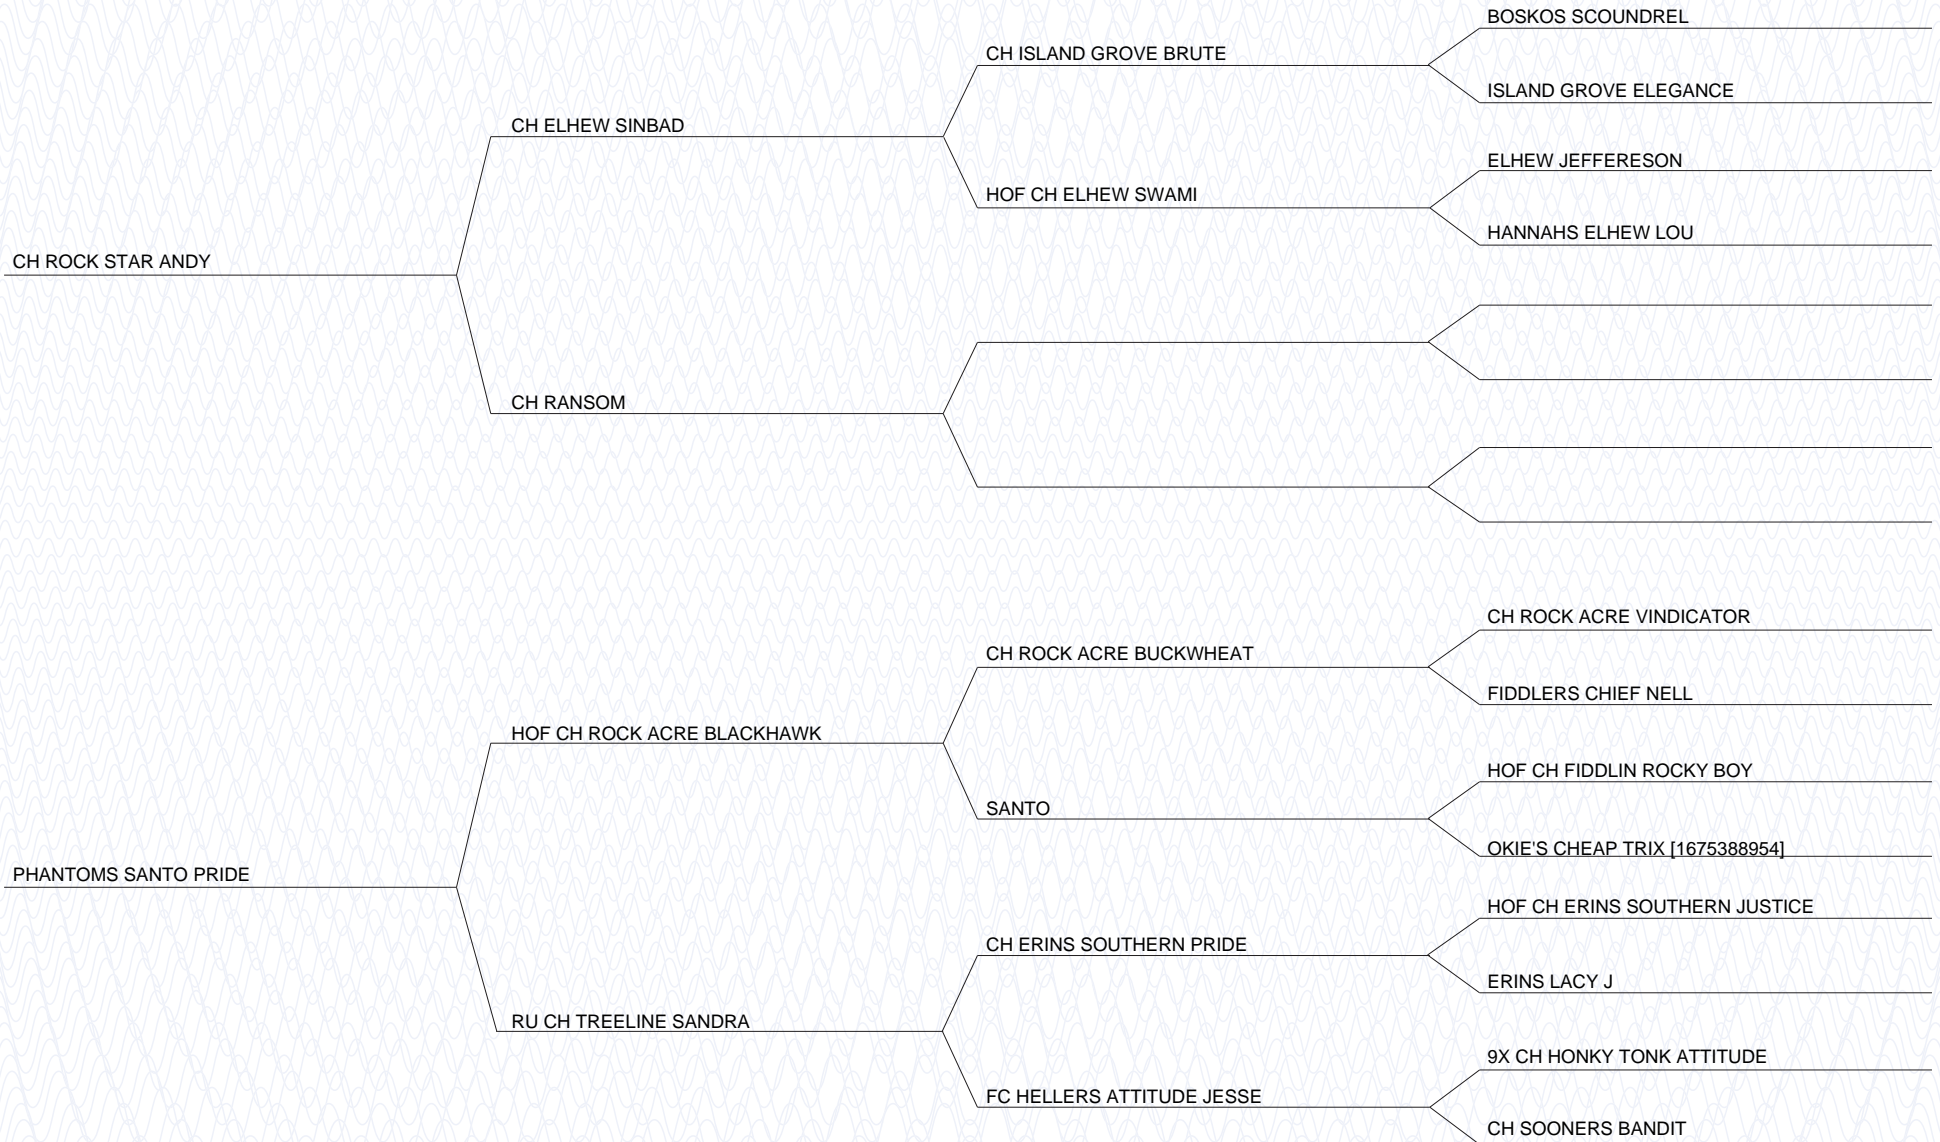 BOSKOS SCOUNDREL
CH ISLAND GROVE BRUTE
ISLAND GROVE ELEGANCE
CH ELHEW SINBAD
ELHEW JEFFERESON
HOF CH ELHEW SWAMI
HANNAHS ELHEW LOU
CH ROCK STAR ANDY
CH RANSOM
CH ROCK ACRE VINDICATOR
CH ROCK ACRE BUCKWHEAT
FIDDLERS CHIEF NELL
HOF CH ROCK ACRE BLACKHAWK
HOF CH FIDDLIN ROCKY BOY
SANTO
OKIE'S CHEAP TRIX [1675388954]
PHANTOMS SANTO PRIDE
HOF CH ERINS SOUTHERN JUSTICE
CH ERINS SOUTHERN PRIDE
ERINS LACY J
RU CH TREELINE SANDRA
9X CH HONKY TONK ATTITUDE
FC HELLERS ATTITUDE JESSE
CH SOONERS BANDIT